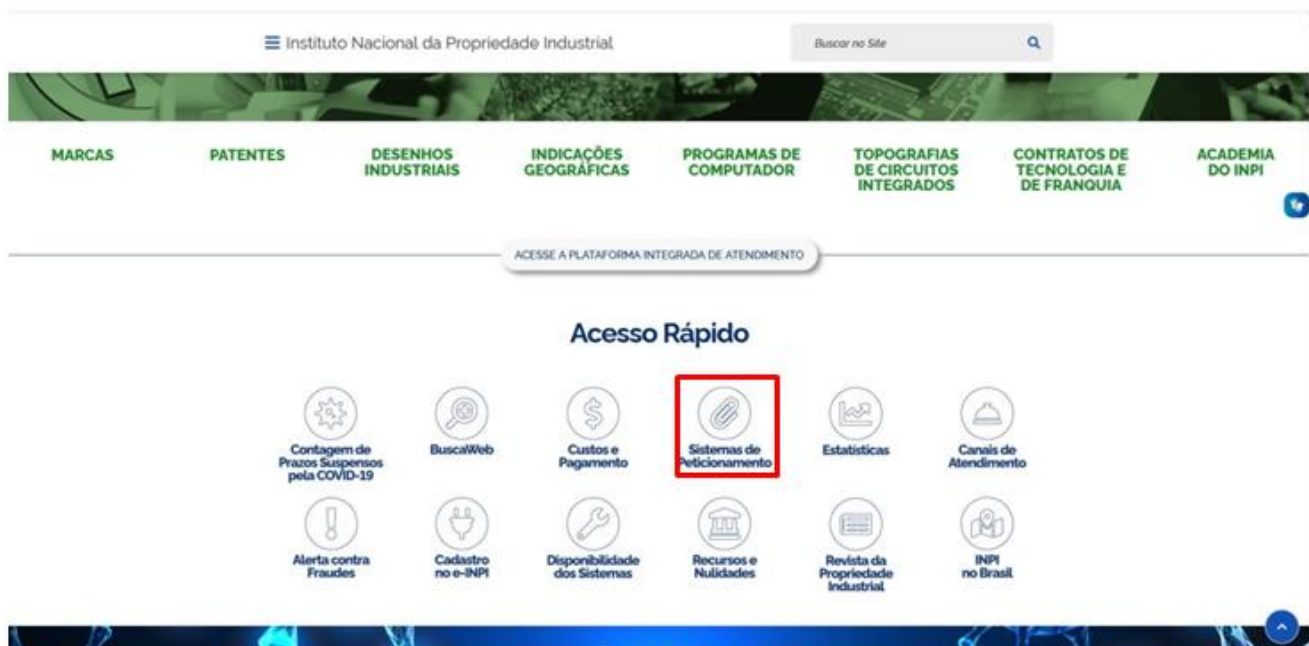 Instituto Nacional da Propriedade Industrial
Buscar no Site
MARCAS
PATENTES
DESENHOS
INDUSTRIAIS
INDICAÇÕES
GEOGRÁFICAS
PROGRAMAS DE
COMPUTADOR
TOPOGRAFIAS
DE CIRCUITOS
INTEGRADOS
CONTRATOS DE
TECNOLOGIA E
DE FRANQUIA
ACADEMIA
DO INPI
ACESSE A PLATAFORMA INTEGRADA DE ATENDIMENTO
Acesso Rápido
Contagem de
Prazos Suspensos
pela COVID-19
BuscaWeb
Custos e
Pagamento
Sistemas de
Peticionamento
Estatísticas
Canais de
Atendimento
Alerta contra
Fraudes
Cadastro
no e-INPI
Disponibilidade
dos Sistemas
Recursos e
Nulidades
Revista da
Propriedade
Industrial
INPI
no Brasil